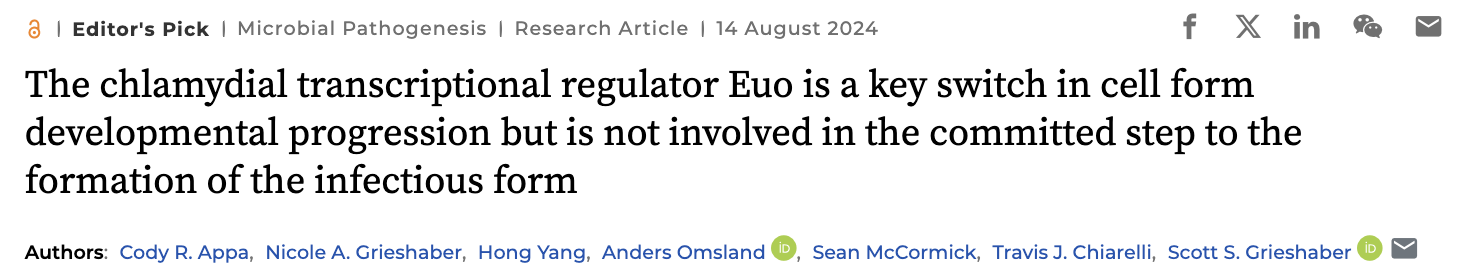 | Editor's Pick | Microbial Pathogenesis | Research Article | 14 August 2024
The chlamydial transcriptional regulator Euo is a key switch in cell form
developmental progression but is not involved in the committed step to the
formation of the infectious form
Authors: Cody R. Appa, Nicole A. Grieshaber, Hong Yang, Anders Omsland iD, Sean McCormick, Travis J. Chiarelli, Scott S. Grieshaber iD